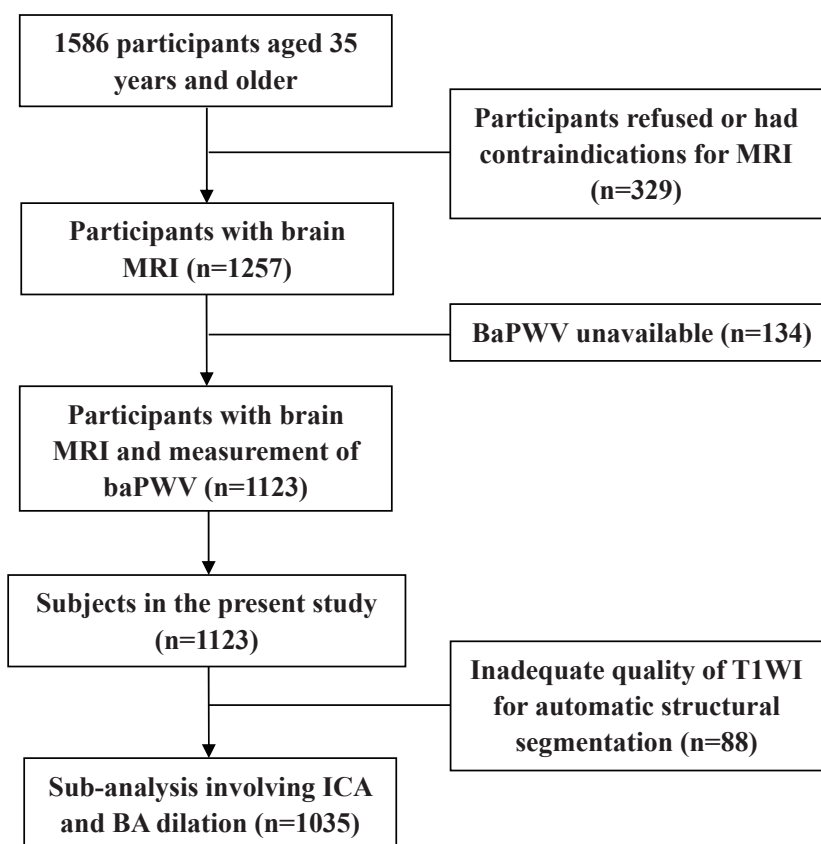 1586 participants aged 35
years and older
Participants refused or had
contraindications for MRI
(n=329)
Participants with brain
MRI (n=1257)
BaPWV unavailable (n=134)
Participants with brain
MRI and measurement of
baPWV (n=1123)
Subjects in the present study
(n=1123)
Inadequate quality of T1WI
for automatic structural
segmentation (n=88)
Sub-analysis involving ICA
and BA dilation (n=1035)